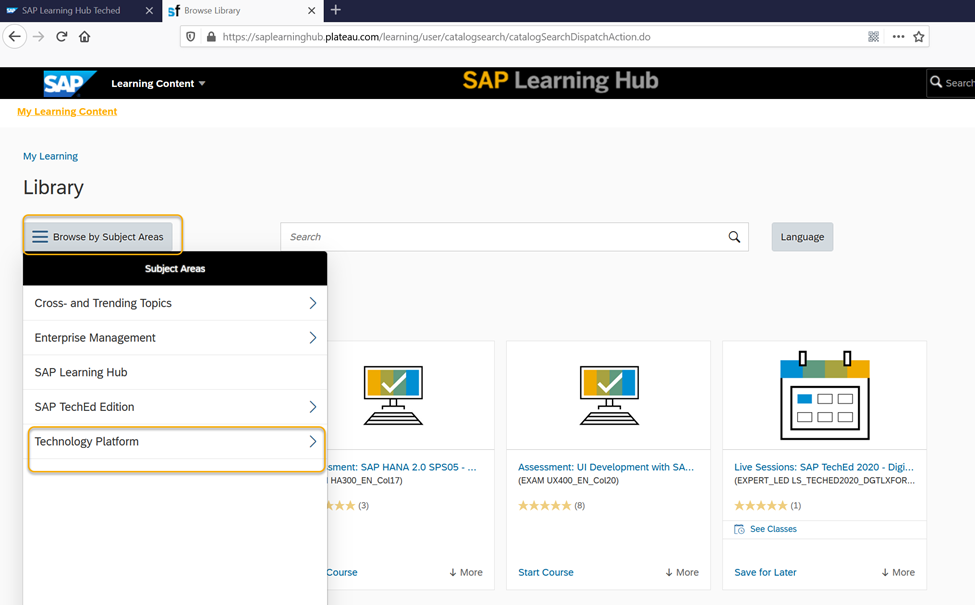 SAP Learning Hub Teched
sf Browse Library
https://saplearninghub.plateau.com/learning/user/catalogsearch/catalogSearchDispatchAction.do
SAP Learning Content SAP Learning Hub Search
My Learning Content
My Learning
Library
Browse by Subject Areas
Search
Language
Subject Areas
Cross- and Trending Topics
Enterprise Management
SAP Learning Hub
SAP TechEd Edition
Technology Platform
: SAP HANA 2.0 SPS05 - ...
HA300_EN_Col17)
(3)
Course
More
Assessment: UI Development with SA...
(EXAM UX400_EN_Col20)
(8)
Start Course
More
Live Sessions: SAP TechEd 2020 - Digi...
(EXPERT_LED LS_TECHED2020_DGTLXFOR...
(1)
See Classes
Save for Later
More